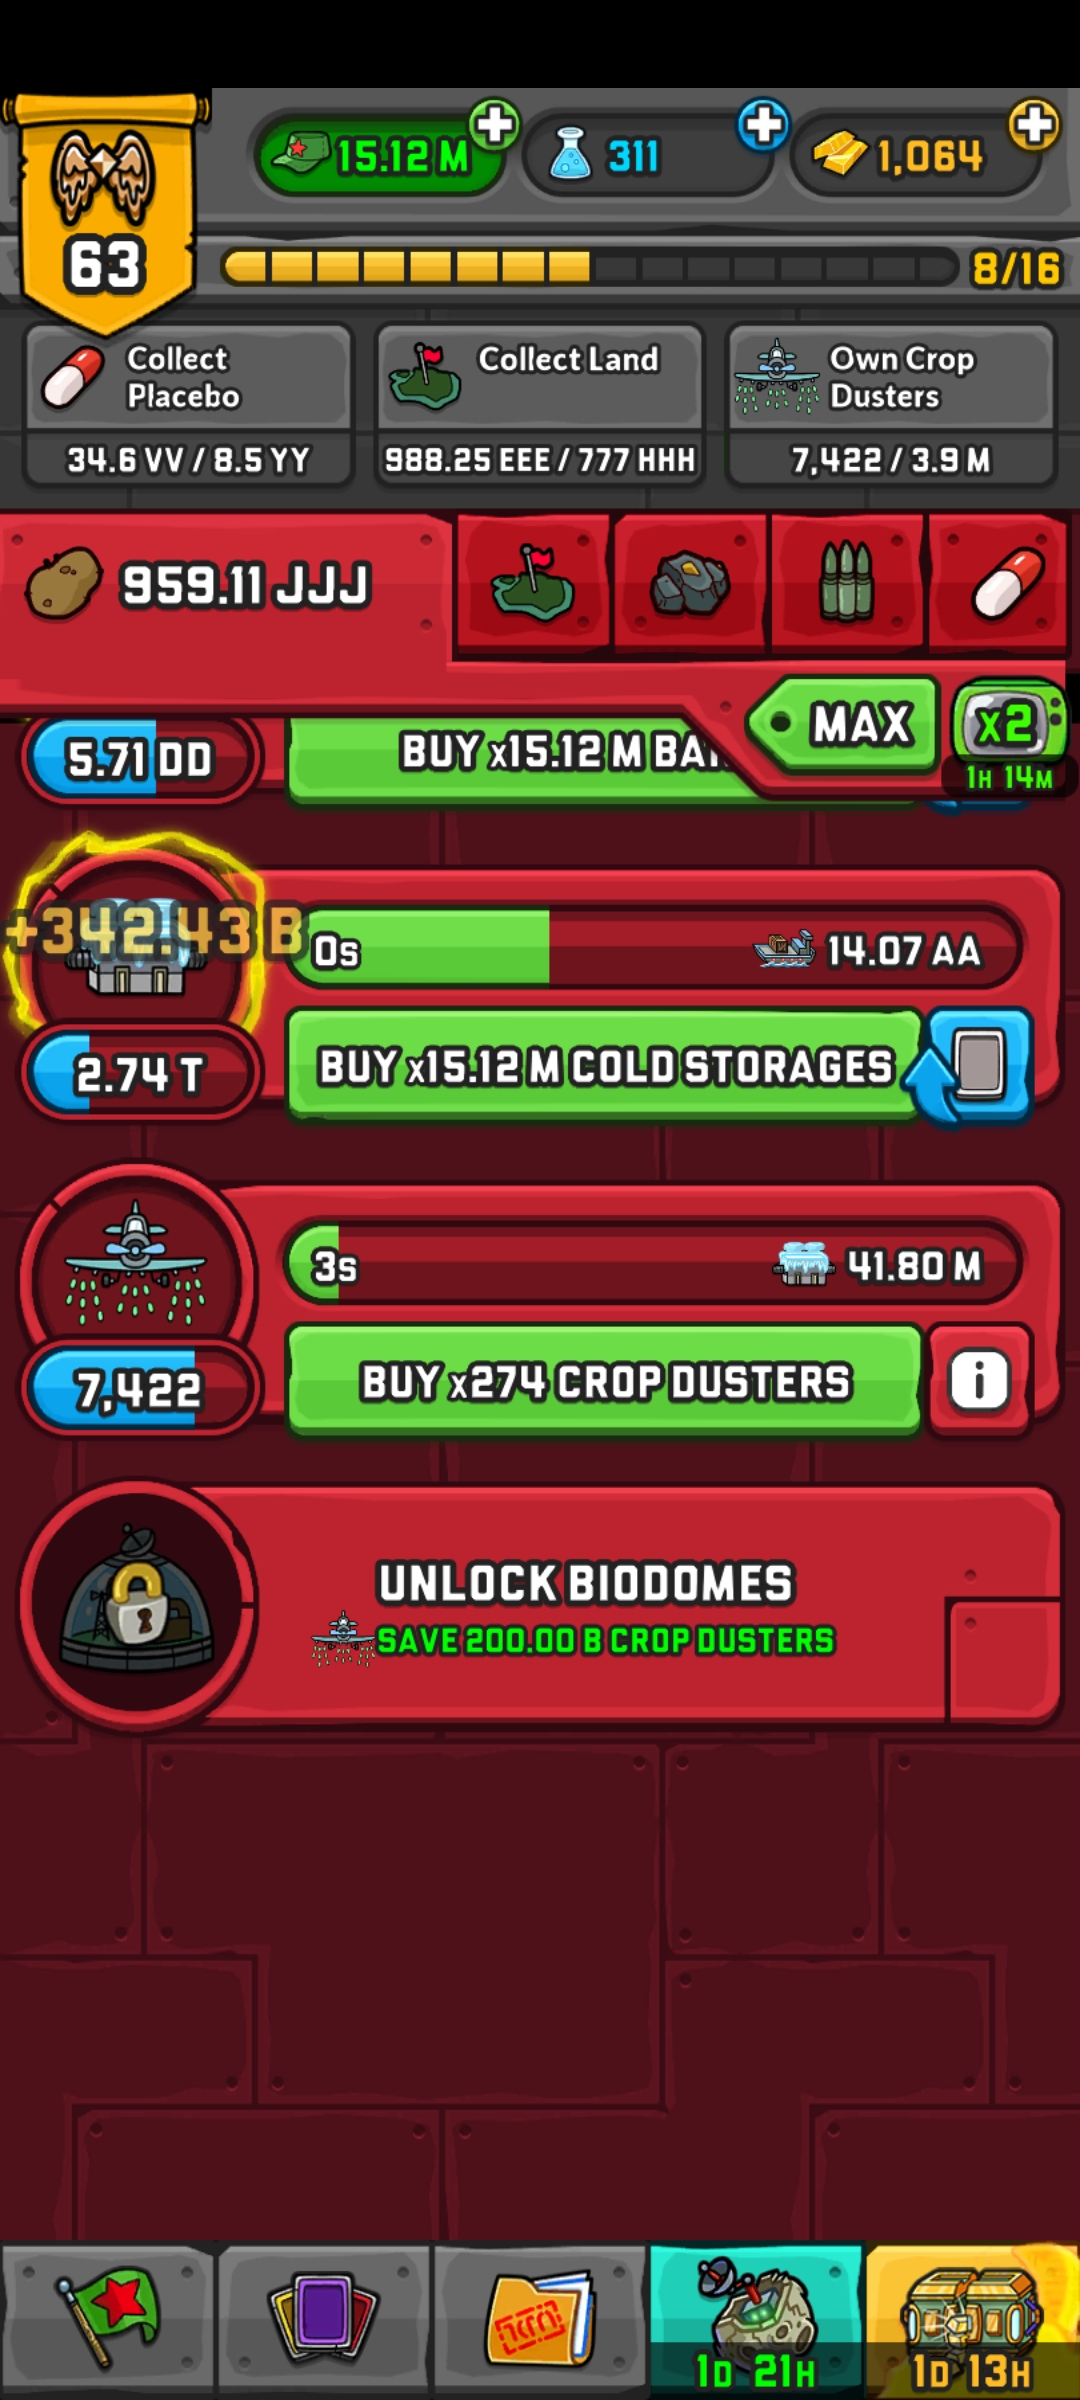 15.12 M
311
1,064
63
8/16
Collect
Placebo
34.6 VV / 8.5 YY
Collect Land
988.25 EEE / 777 HHH
Own Crop
Dusters
7,422 / 3.9 M
959.11 JJJ
MAX
x2
1H 14M
5.71 DD
BUY x15.12 M
+342.43 B
0s
14.07 AA
2.74 T
BUY x15.12 M COLD STORAGES
3s
41.80 M
7,422
BUY x274 CROP DUSTERS
i
UNLOCK BIODOMES
SAVE 200.00 B CROP DUSTERS
1D 21H
1D 13H